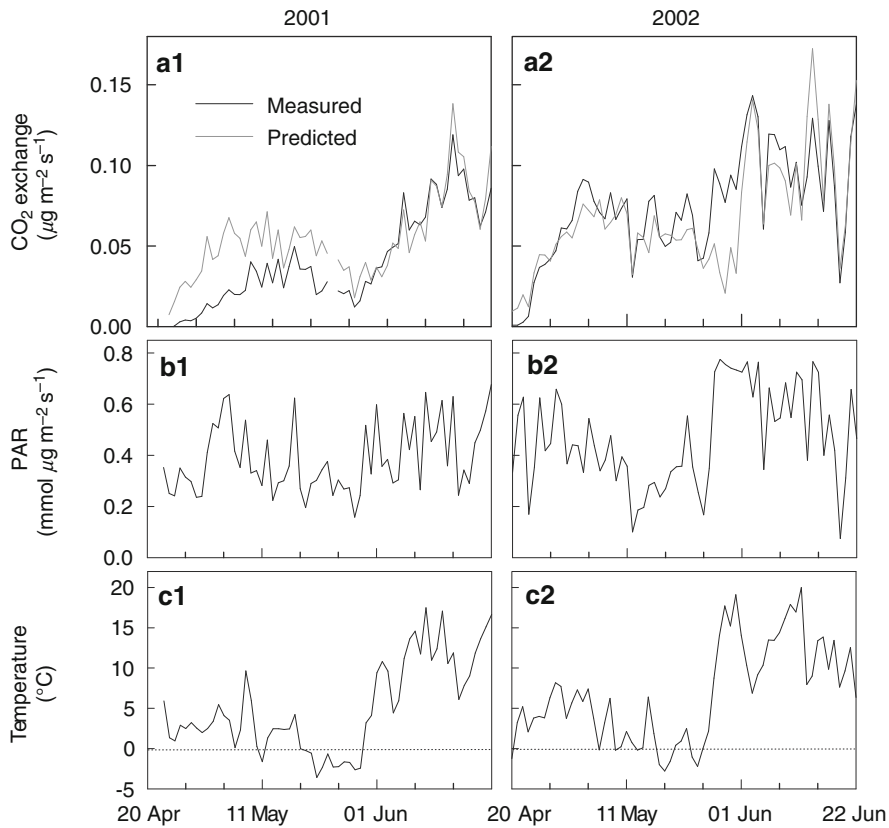 2001
2002
CO₂ exchange
(µg m⁻² s⁻¹)
a1
a2
Measured
Predicted
0.15
0.10
0.05
0.00
PAR
(mmol µg m⁻² s⁻¹)
b1
b2
0.8
0.6
0.4
0.2
0.0
Temperature
(°C)
c1
c2
20
15
10
5
0
-5
20 Apr
11 May
01 Jun
20 Apr
11 May
01 Jun
22 Jun